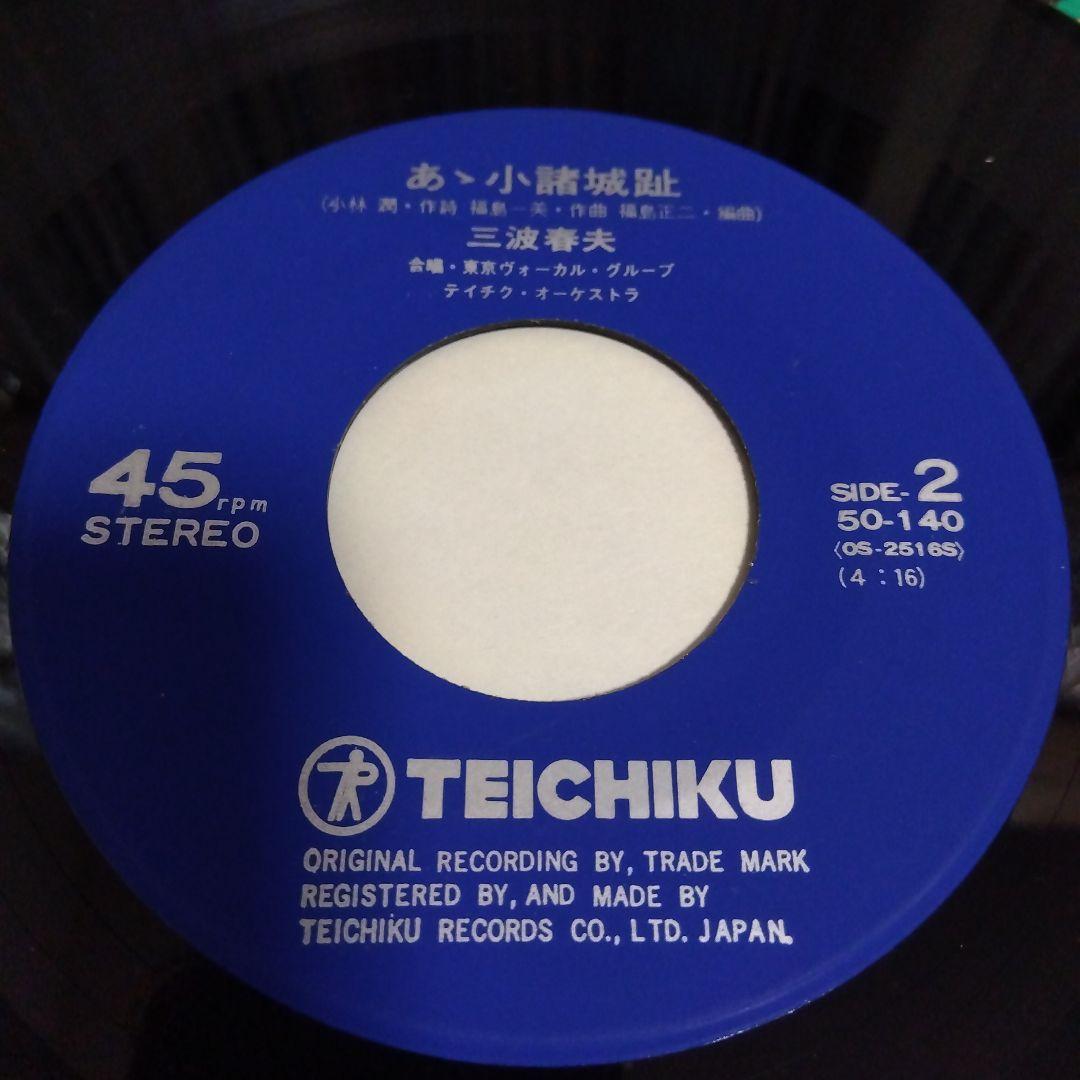 あゝ小諸城趾
(小林 潤・作詩 福島一美・作曲 福島正二・編曲)
三波春夫
合唱・東京ヴォーカル・グループ
テイチク・オーケストラ
45rpm
STEREO
SIDE-2
50-140
〈OS-2516S〉
(4:16)
TEICHIKU
ORIGINAL RECORDING BY, TRADE MARK
REGISTERED BY, AND MADE BY
TEICHIKU RECORDS CO., LTD. JAPAN.